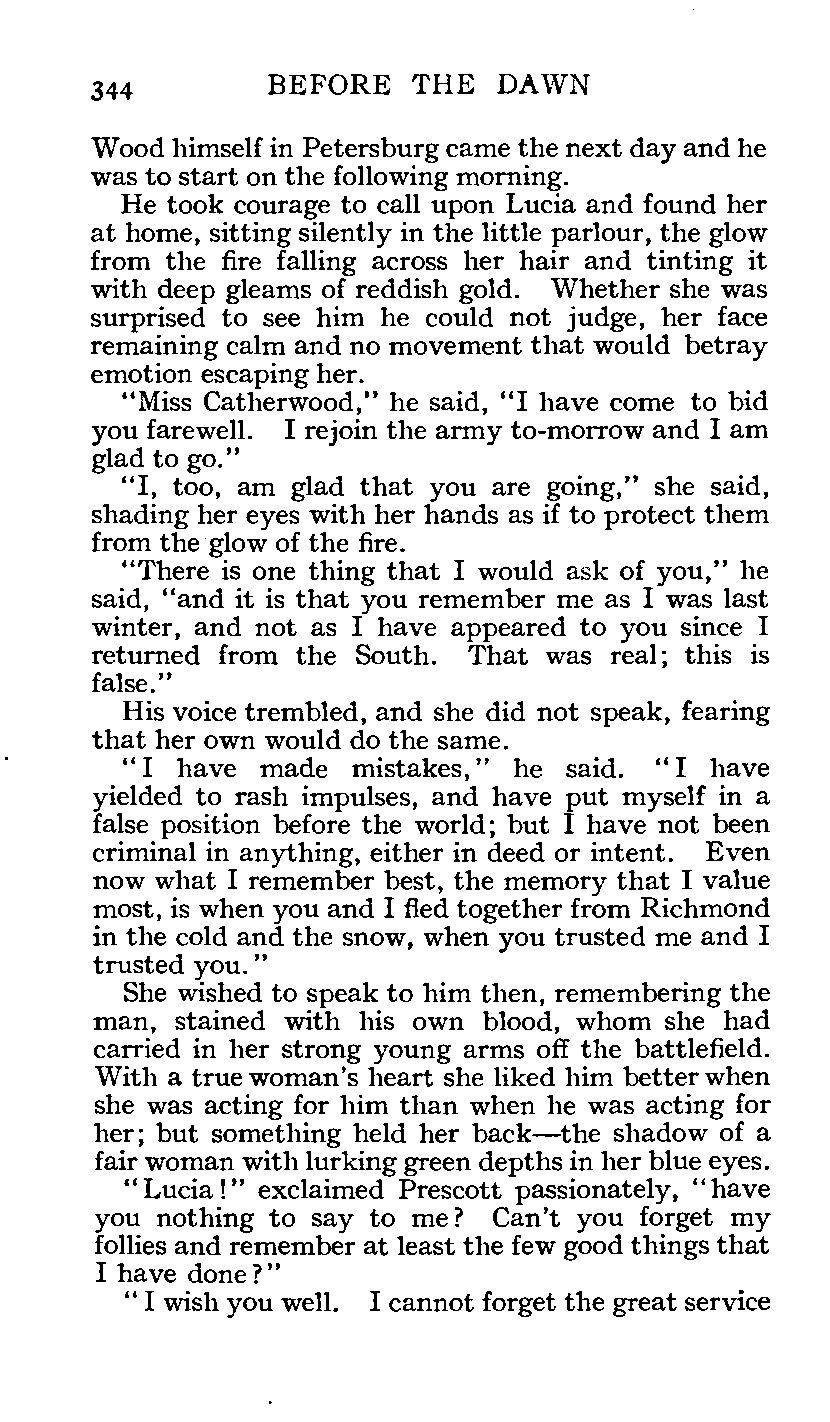 344 BEFORE THE DAWN
Wood himself in Petersburg came the next day and he
was to start on the following morning.
He took courage to call upon Lucia and found her
at home, sitting silently in the little parlour, the glow
from the fire falling across her hair and tinting it
with deep gleams of reddish gold. Whether she was
surprised to see him he could not judge, her face
remaining calm and no movement that would betray
emotion escaping her.
"Miss Catherwood," he said, "I have come to bid
you farewell. I rejoin the army to-morrow and I am
glad to go."
"I, too, am glad that you are going," she said,
shading her eyes with her hands as if to protect them
from the glow of the fire.
"There is one thing that I would ask of you," he
said, "and it is that you remember me as I was last
winter, and not as I have appeared to you since I
returned from the South. That was real; this is
false."
His voice trembled, and she did not speak, fearing
that her own would do the same.
"I have made mistakes," he said. "I have
yielded to rash impulses, and have put myself in a
false position before the world; but I have not been
criminal in anything, either in deed or intent. Even
now what I remember best, the memory that I value
most, is when you and I fled together from Richmond
in the cold and the snow, when you trusted me and I
trusted you."
She wished to speak to him then, remembering the
man, stained with his own blood, whom she had
carried in her strong young arms off the battlefield.
With a true woman's heart she liked him better when
she was acting for him than when he was acting for
her; but something held her back—the shadow of a
fair woman with lurking green depths in her blue eyes.
"Lucia!" exclaimed Prescott passionately, "have
you nothing to say to me? Can't you forget my
follies and remember at least the few good things that
I have done?"
"I wish you well. I cannot forget the great service